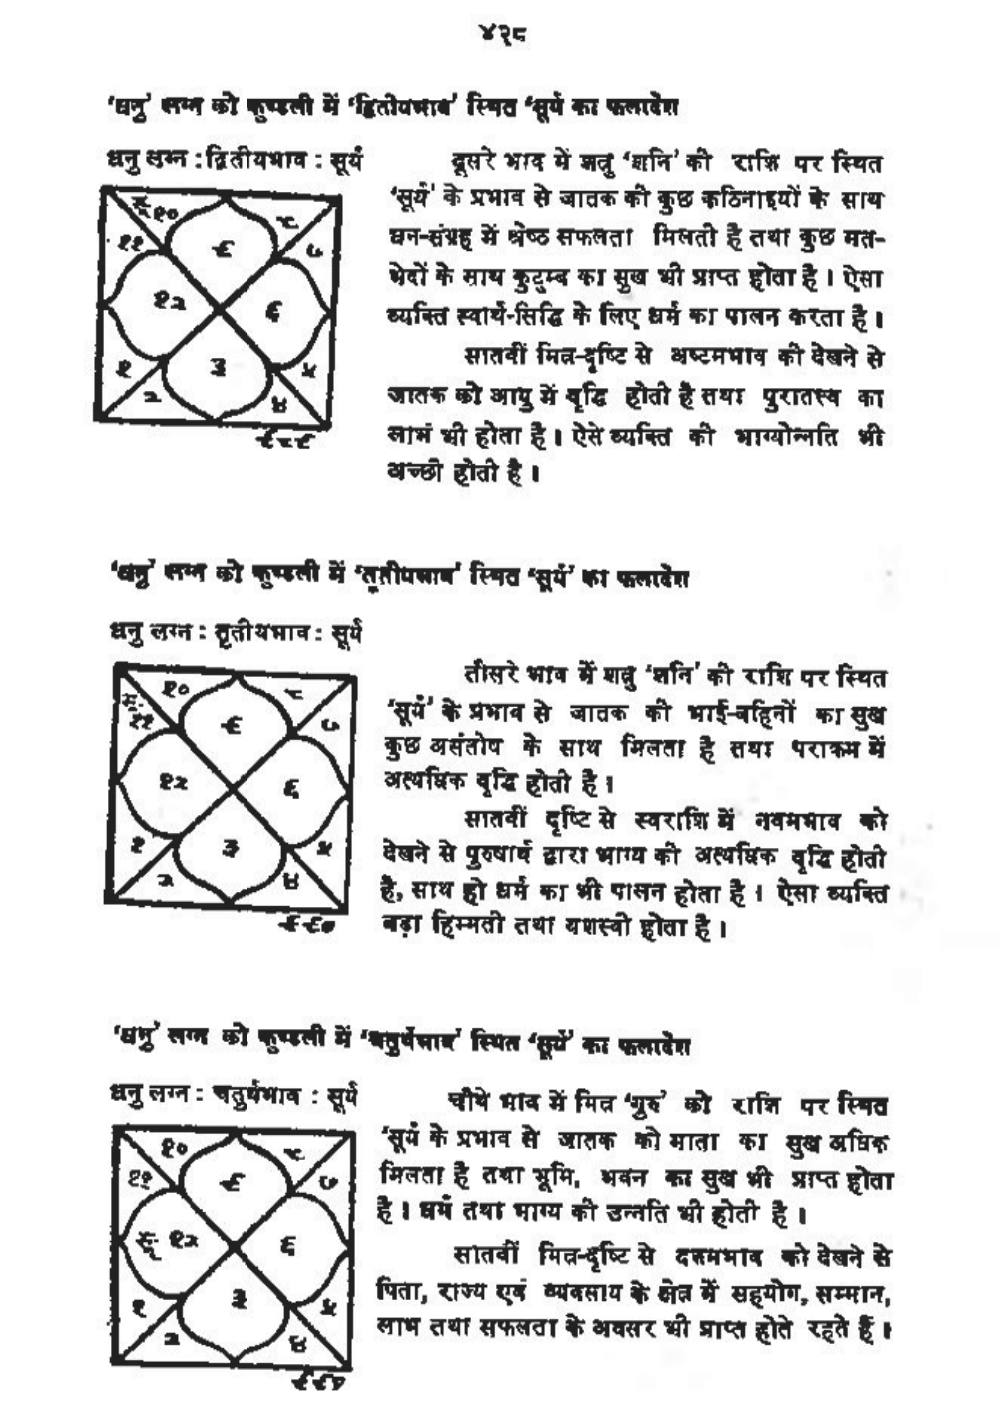 ४२८
'धनु' लग्न की कुण्डली में 'द्वितीयभाव' स्थित 'सूर्य का फलादेश
धनु लग्न : द्वितीयभाव : सूर्य
दूसरे भाव में शत्रु 'शनि' की राशि पर स्थित
'सूर्य' के प्रभाव से जातक की कुछ कठिनाइयों के साथ
धन-संग्रह में श्रेष्ठ सफलता मिलती है तथा कुछ मत-
भेदों के साथ कुटुम्ब का सुख भी प्राप्त होता है । ऐसा
व्यक्ति स्वार्थ-सिद्धि के लिए धर्म का पालन करता है ।
सातवीं मित्र-दृष्टि से अष्टमभाव की देखने से
जातक को आयु में वृद्धि होती है तथा पुरातत्त्व का
लाभ भी होता है । ऐसे व्यक्ति की भाग्योन्नति भी
अच्छी होती है ।
सू १०
८
११
९
७
१२
६
१
३
५
२
४
९८९
'धनु' लग्न की कुण्डली में 'तृतीयभाव' स्थित 'सूर्य' का फलादेश
धनु लग्न : तृतीयभाव : सूर्य
तीसरे भाव में शत्रु 'शनि' की राशि पर स्थित
'सूर्य' के प्रभाव से जातक की भाई-बहिनों का सुख
कुछ असंतोष के साथ मिलता है तथा पराक्रम में
अत्यधिक वृद्धि होती है ।
सातवीं दृष्टि से स्वराशि में नवमभाव को
देखने से पुरुषार्थ द्वारा भाग्य की अत्यधिक वृद्धि होती
है, साथ ही धर्म का भी पालन होता है । ऐसा व्यक्ति
बड़ा हिम्मती तथा यशस्वी होता है ।
१०
८
सू ११
९
७
१२
६
१
३
५
२
४
९९०
'धनु' लग्न की कुण्डली में 'चतुर्थभाव' स्थित 'सूर्य' का फलादेश
धनु लग्न : चतुर्थभाव : सूर्य
चौथे भाव में मित्र 'गुरु' की राशि पर स्थित
'सूर्य के प्रभाव से जातक को माता का सुख अधिक
मिलता है तथा भूमि, भवन का सुख भी प्राप्त होता
है । धर्म तथा भाग्य की उन्नति भी होती है ।
सातवीं मित्र-दृष्टि से दशमभाव को देखने से
पिता, राज्य एवं व्यवसाय के क्षेत्र में सहयोग, सम्मान,
लाभ तथा सफलता के अवसर भी प्राप्त होते रहते हैं ।
१०
८
११
९
७
सू १२
६
१
३
५
२
४
९९१